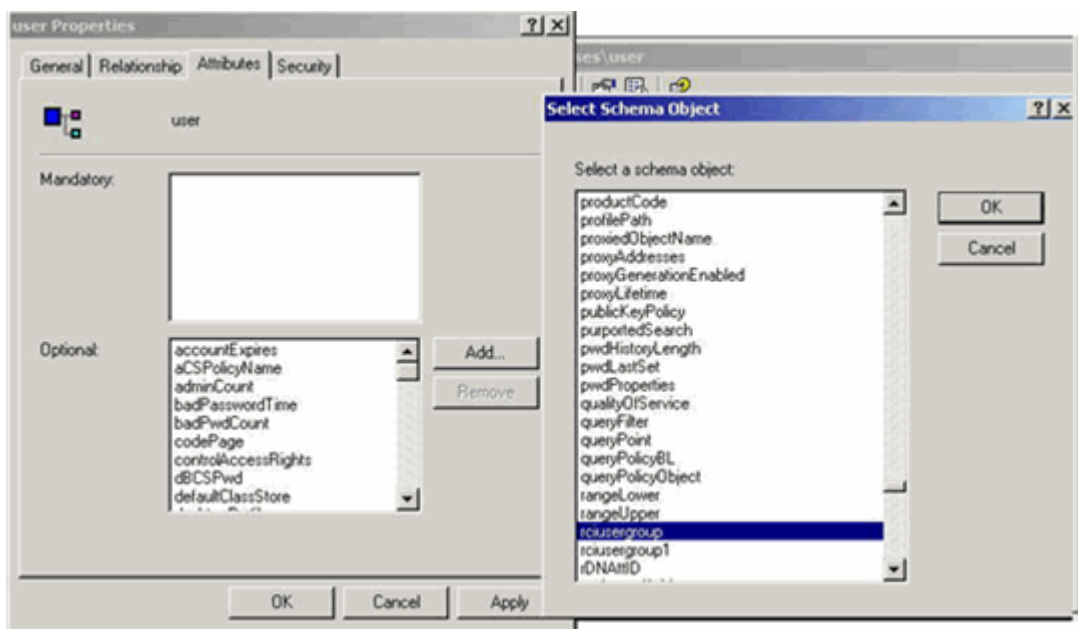 user Properties
General
Relationship
Attributes
Security
user
Mandatory:
Optional:
accountExpires
aCSPolicyName
adminCount
badPasswordTime
badPwdCount
codePage
controlAccessRights
dBCSPwd
defaultClassStore
Add...
Remove
OK
Cancel
Apply
ses\user
Select Schema Object
Select a schema object:
productCode
profilePath
proxiedObjectName
proxyAddresses
proxyGenerationEnabled
proxyLifetime
publicKeyPolicy
purportedSearch
pwdHistoryLength
pwdLastSet
pwdProperties
qualityOfService
queryFilter
queryPoint
queryPolicyBL
queryPolicyObject
rangeLower
rangeUpper
rciusergroup
rciusergroup1
rDNAttID
OK
Cancel